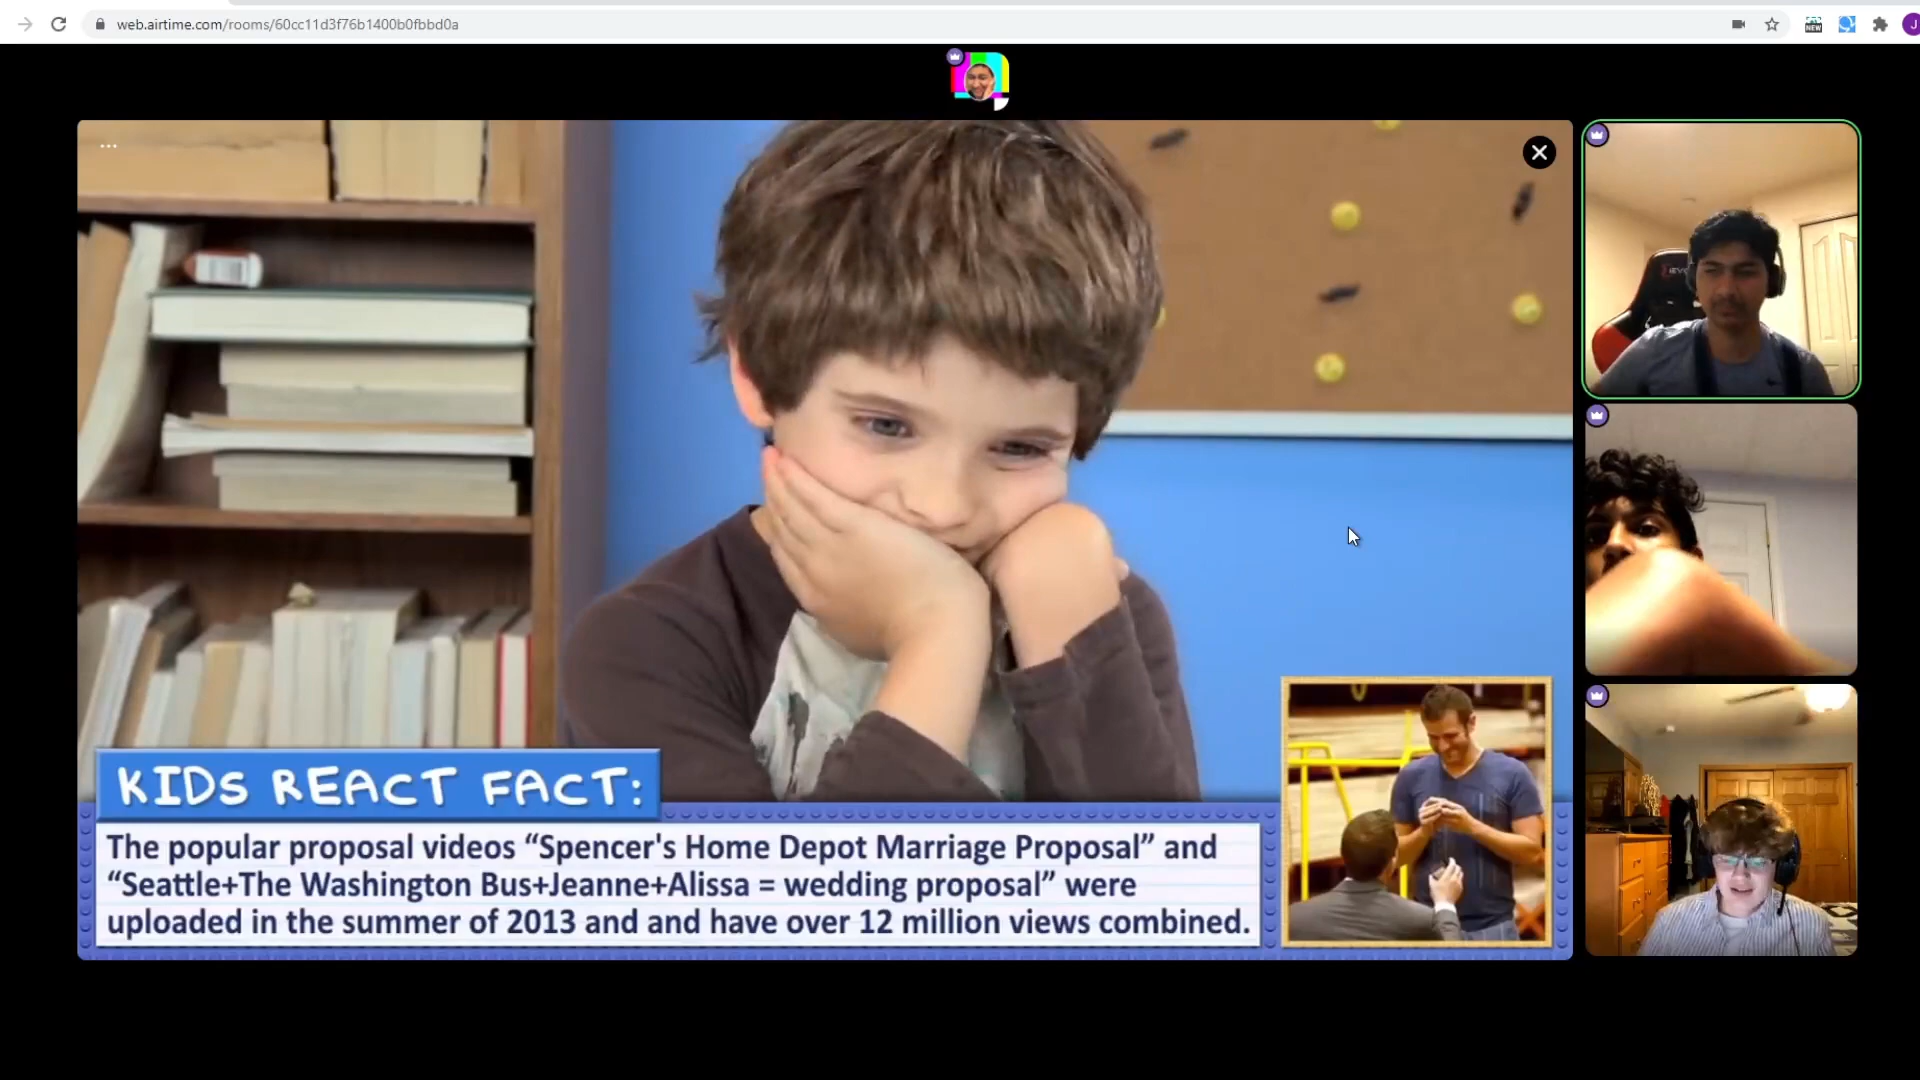 web.airtime.com/rooms/60cc11d3f76b1400b0fbbd0a
NEW
J
...
KIDS REACT FACT:
The popular proposal videos “Spencer's Home Depot Marriage Proposal” and
“Seattle+The Washington Bus+Jeanne+Alissa = wedding proposal” were
uploaded in the summer of 2013 and and have over 12 million views combined.